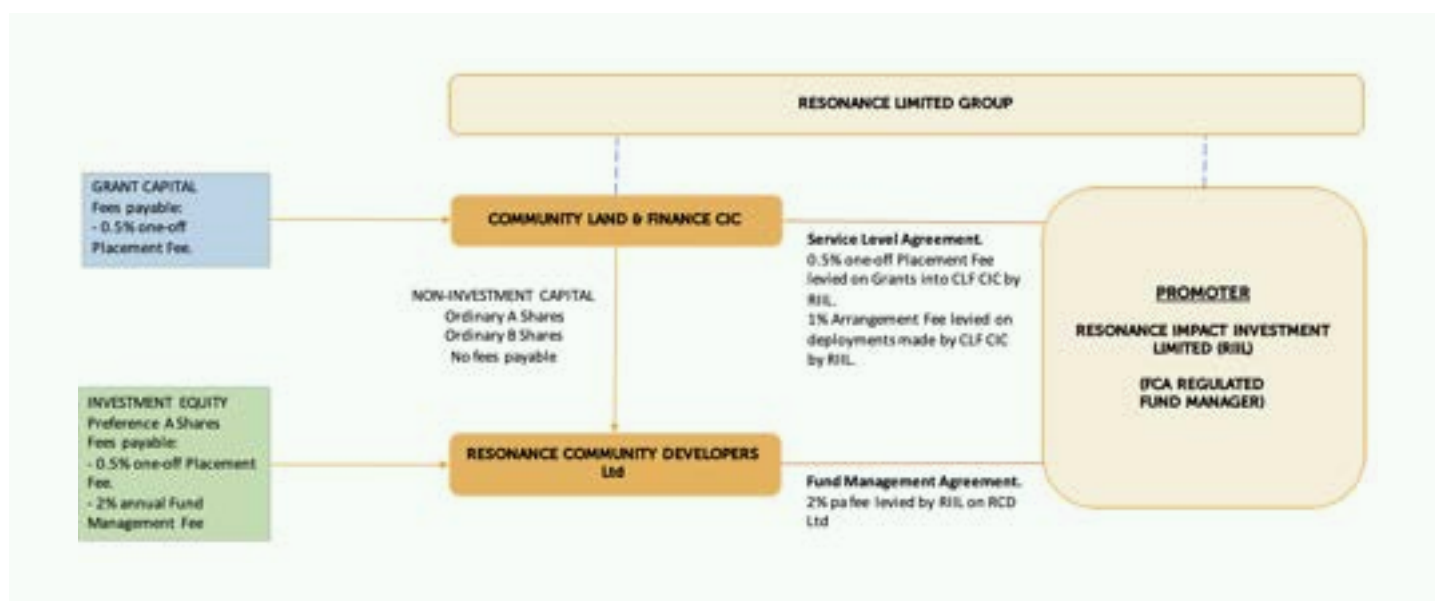 RESONANCE LIMITED GROUP
GRANT CAPITAL
Fees payable:
- 0.5% one-off
Placement Fee.
COMMUNITY LAND & FINANCE CIC
Service Level Agreement.
0.5% one-off Placement Fee
levied on Grants into CLF CIC by
RIIL.
1% Arrangement Fee levied on
deployments made by CLF CIC
by RIIL.
NON-INVESTMENT CAPITAL
Ordinary A Shares
Ordinary B Shares
No fees payable
PROMOTER
RESONANCE IMPACT INVESTMENT
LIMITED (RIIL)
(FCA REGULATED
FUND MANAGER)
INVESTMENT EQUITY
Preference A Shares
Fees payable:
- 0.5% one-off Placement
Fee.
- 2% annual Fund
Management Fee
RESONANCE COMMUNITY DEVELOPERS
Ltd
Fund Management Agreement.
2% pa fee levied by RIIL on RCD
Ltd